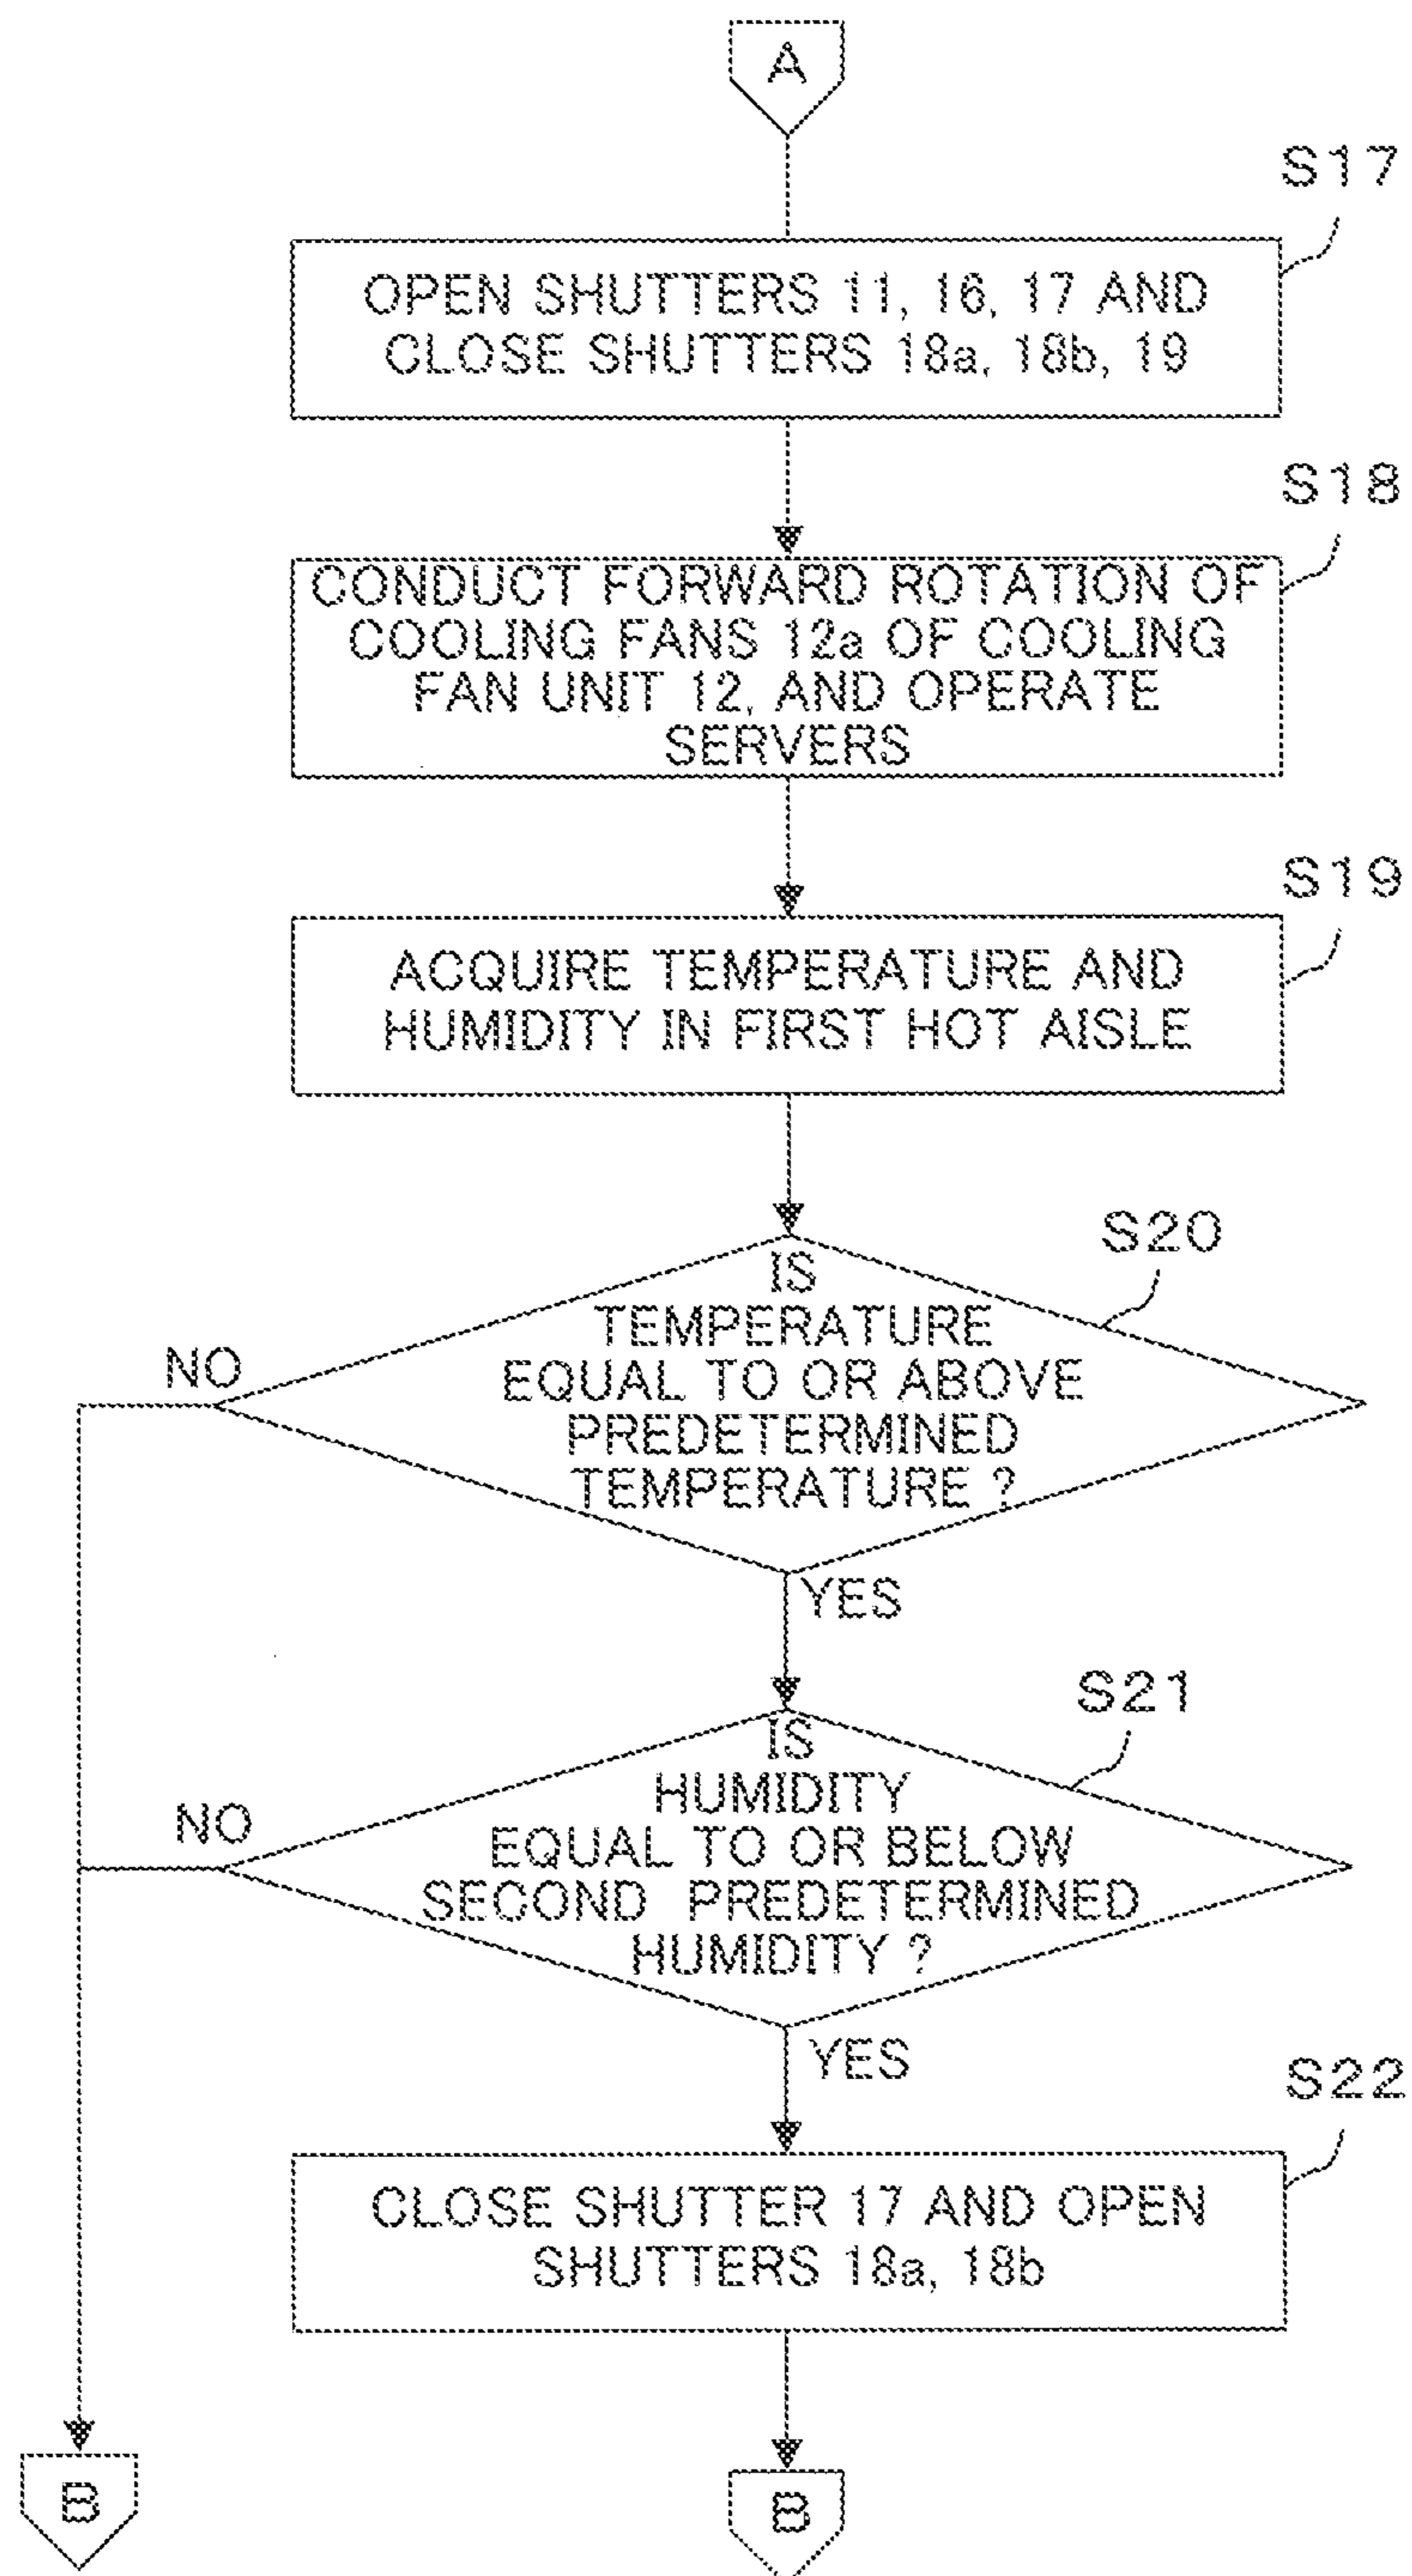 A
S17
OPEN SHUTTERS 11, 16, 17 AND
CLOSE SHUTTERS 18a, 18b, 19
S18
CONDUCT FORWARD ROTATION OF
COOLING FANS 12a OF COOLING
FAN UNIT 12, AND OPERATE
SERVERS
S19
ACQUIRE TEMPERATURE AND
HUMIDITY IN FIRST HOT AISLE
S20
IS
TEMPERATURE
EQUAL TO OR ABOVE
PREDETERMINED
TEMPERATURE ?
NO
YES
S21
IS
HUMIDITY
EQUAL TO OR BELOW
SECOND PREDETERMINED
HUMIDITY ?
NO
YES
S22
CLOSE SHUTTER 17 AND OPEN
SHUTTERS 18a, 18b
B
B